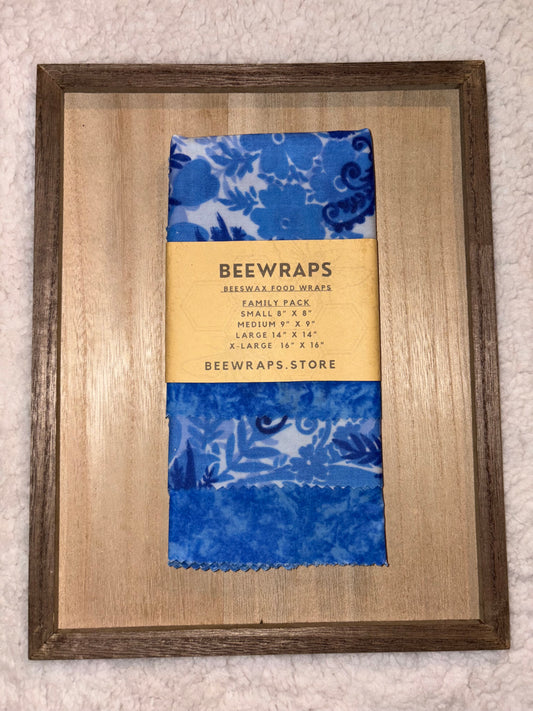 BEEWRAPS
BEESWAX FOOD WRAPS
FAMILY PACK
SMALL 8" X 8"
MEDIUM 9" X 9"
LARGE 14" X 14"
X-LARGE 16" X 16"
BEEWRAPS.STORE